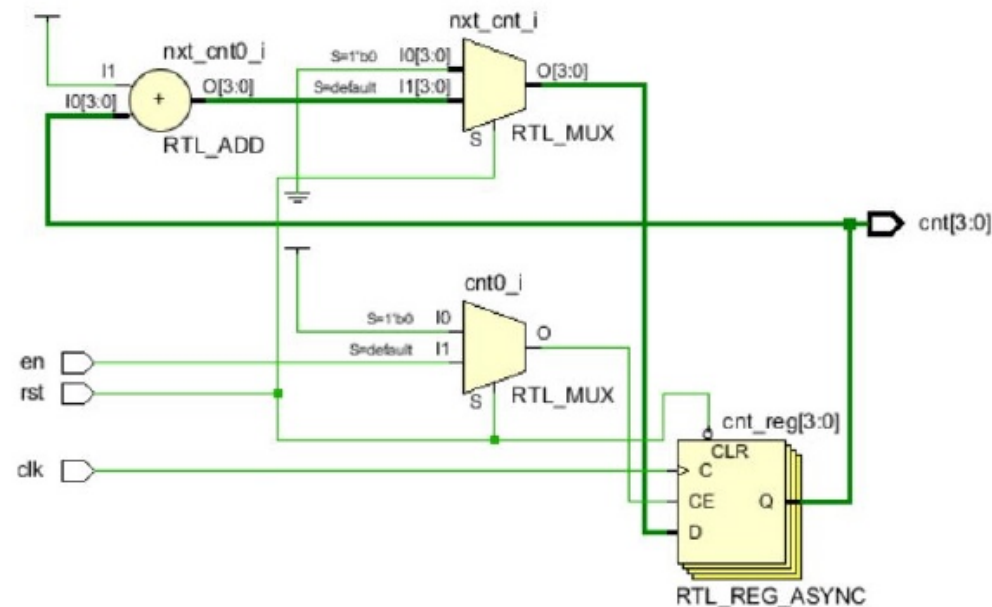 nxt_cnt_i
nxt_cnt0_i
S=1'b0 I0[3:0]
I1 O[3:0] S=default I1[3:0] O[3:0]
I0[3:0] +
S RTL_MUX
RTL_ADD
cnt[3:0]
cnt0_i
S=1'b0 I0
O
en S=default I1
rst S RTL_MUX
cnt_reg[3:0]
CLR
clk C
CE Q
D
RTL_REG_ASYNC